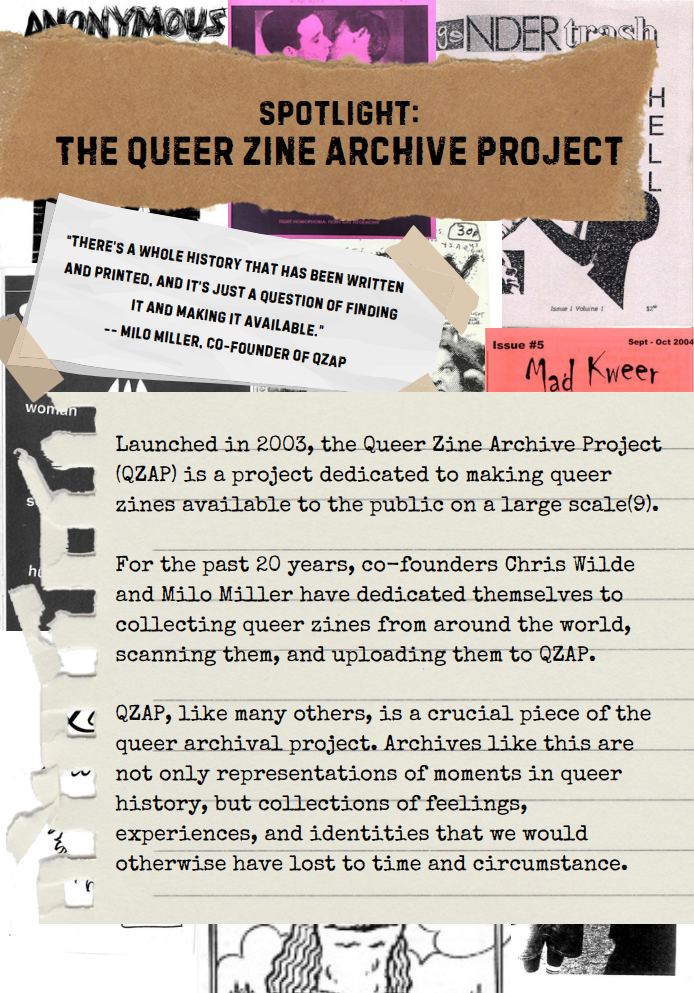 ANONYMOUS
geNDER trash
HELL
SPOTLIGHT:
THE QUEER ZINE ARCHIVE PROJECT
30¢
"THERE'S A WHOLE HISTORY THAT HAS BEEN WRITTEN
AND PRINTED, AND IT'S JUST A QUESTION OF FINDING
IT AND MAKING IT AVAILABLE."
-- MILO MILLER, CO-FOUNDER OF QZAP
Issue 1 Volume 1
Issue #5
Sept - Oct 2004
Mad Kweer
woman
Launched in 2003, the Queer Zine Archive Project
(QZAP) is a project dedicated to making queer
zines available to the public on a large scale(9).
For the past 20 years, co-founders Chris Wilde
and Milo Miller have dedicated themselves to
collecting queer zines from around the world,
scanning them, and uploading them to QZAP.
QZAP, like many others, is a crucial piece of the
queer archival project. Archives like this are
not only representations of moments in queer
history, but collections of feelings,
experiences, and identities that we would
otherwise have lost to time and circumstance.